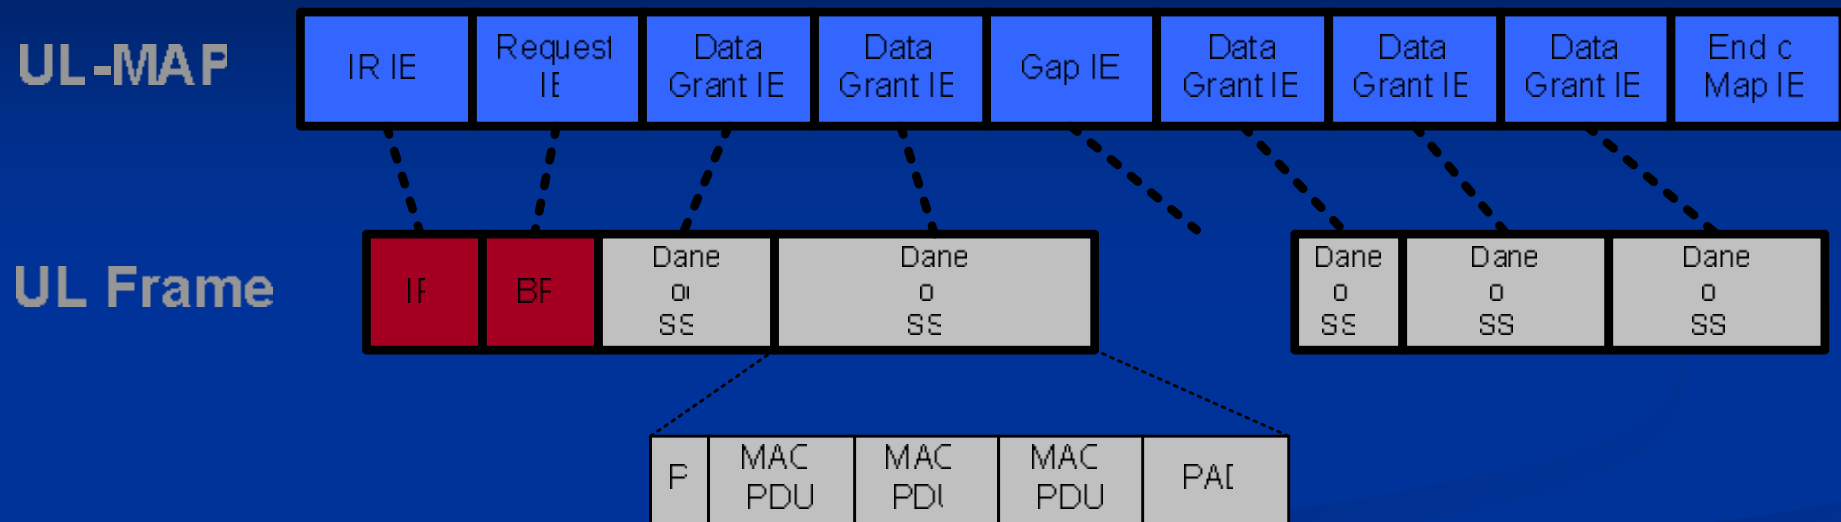 UL-MAP
IR IE
Request
IE
Data
Grant IE
Data
Grant IE
Gap IE
Data
Grant IE
Data
Grant IE
Data
Grant IE
End
Map IE
UL Frame
Dane
SS
Dane
SS
Dane
SS
Dane
SS
Dane
SS
P
MAC
PDU
MAC
PDU
MAC
PDU